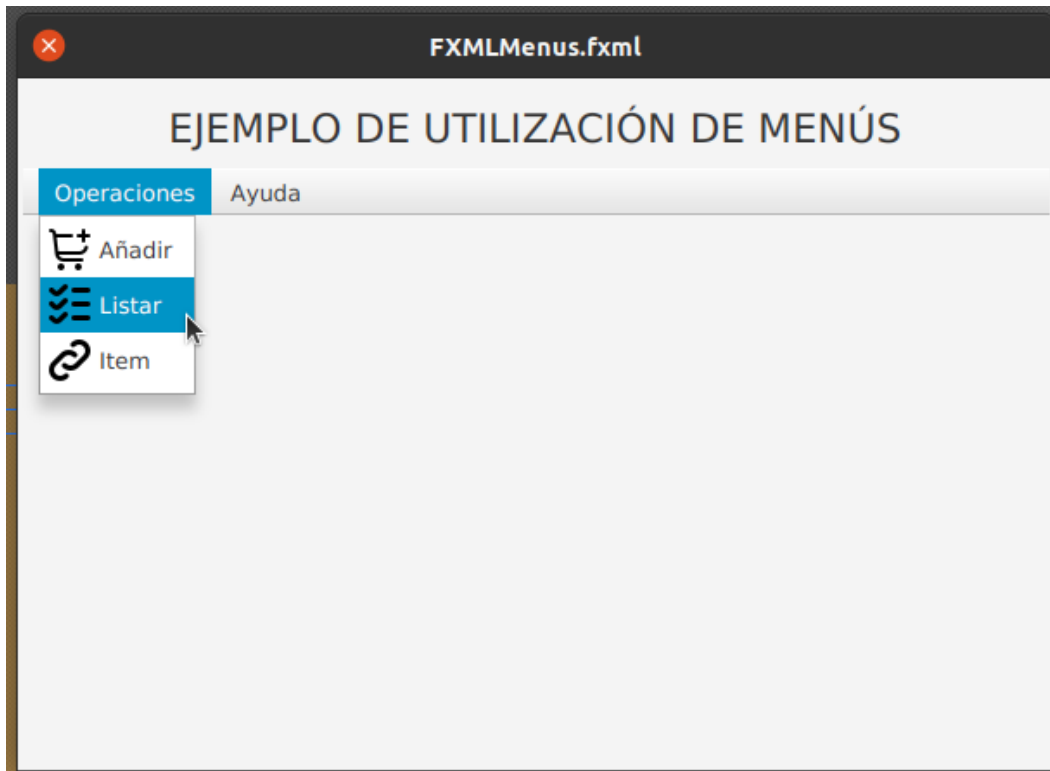 FXMLMenus.fxml
EJEMPLO DE UTILIZACIÓN DE MENÚS
Operaciones Ayuda
Añadir
Listar
Item